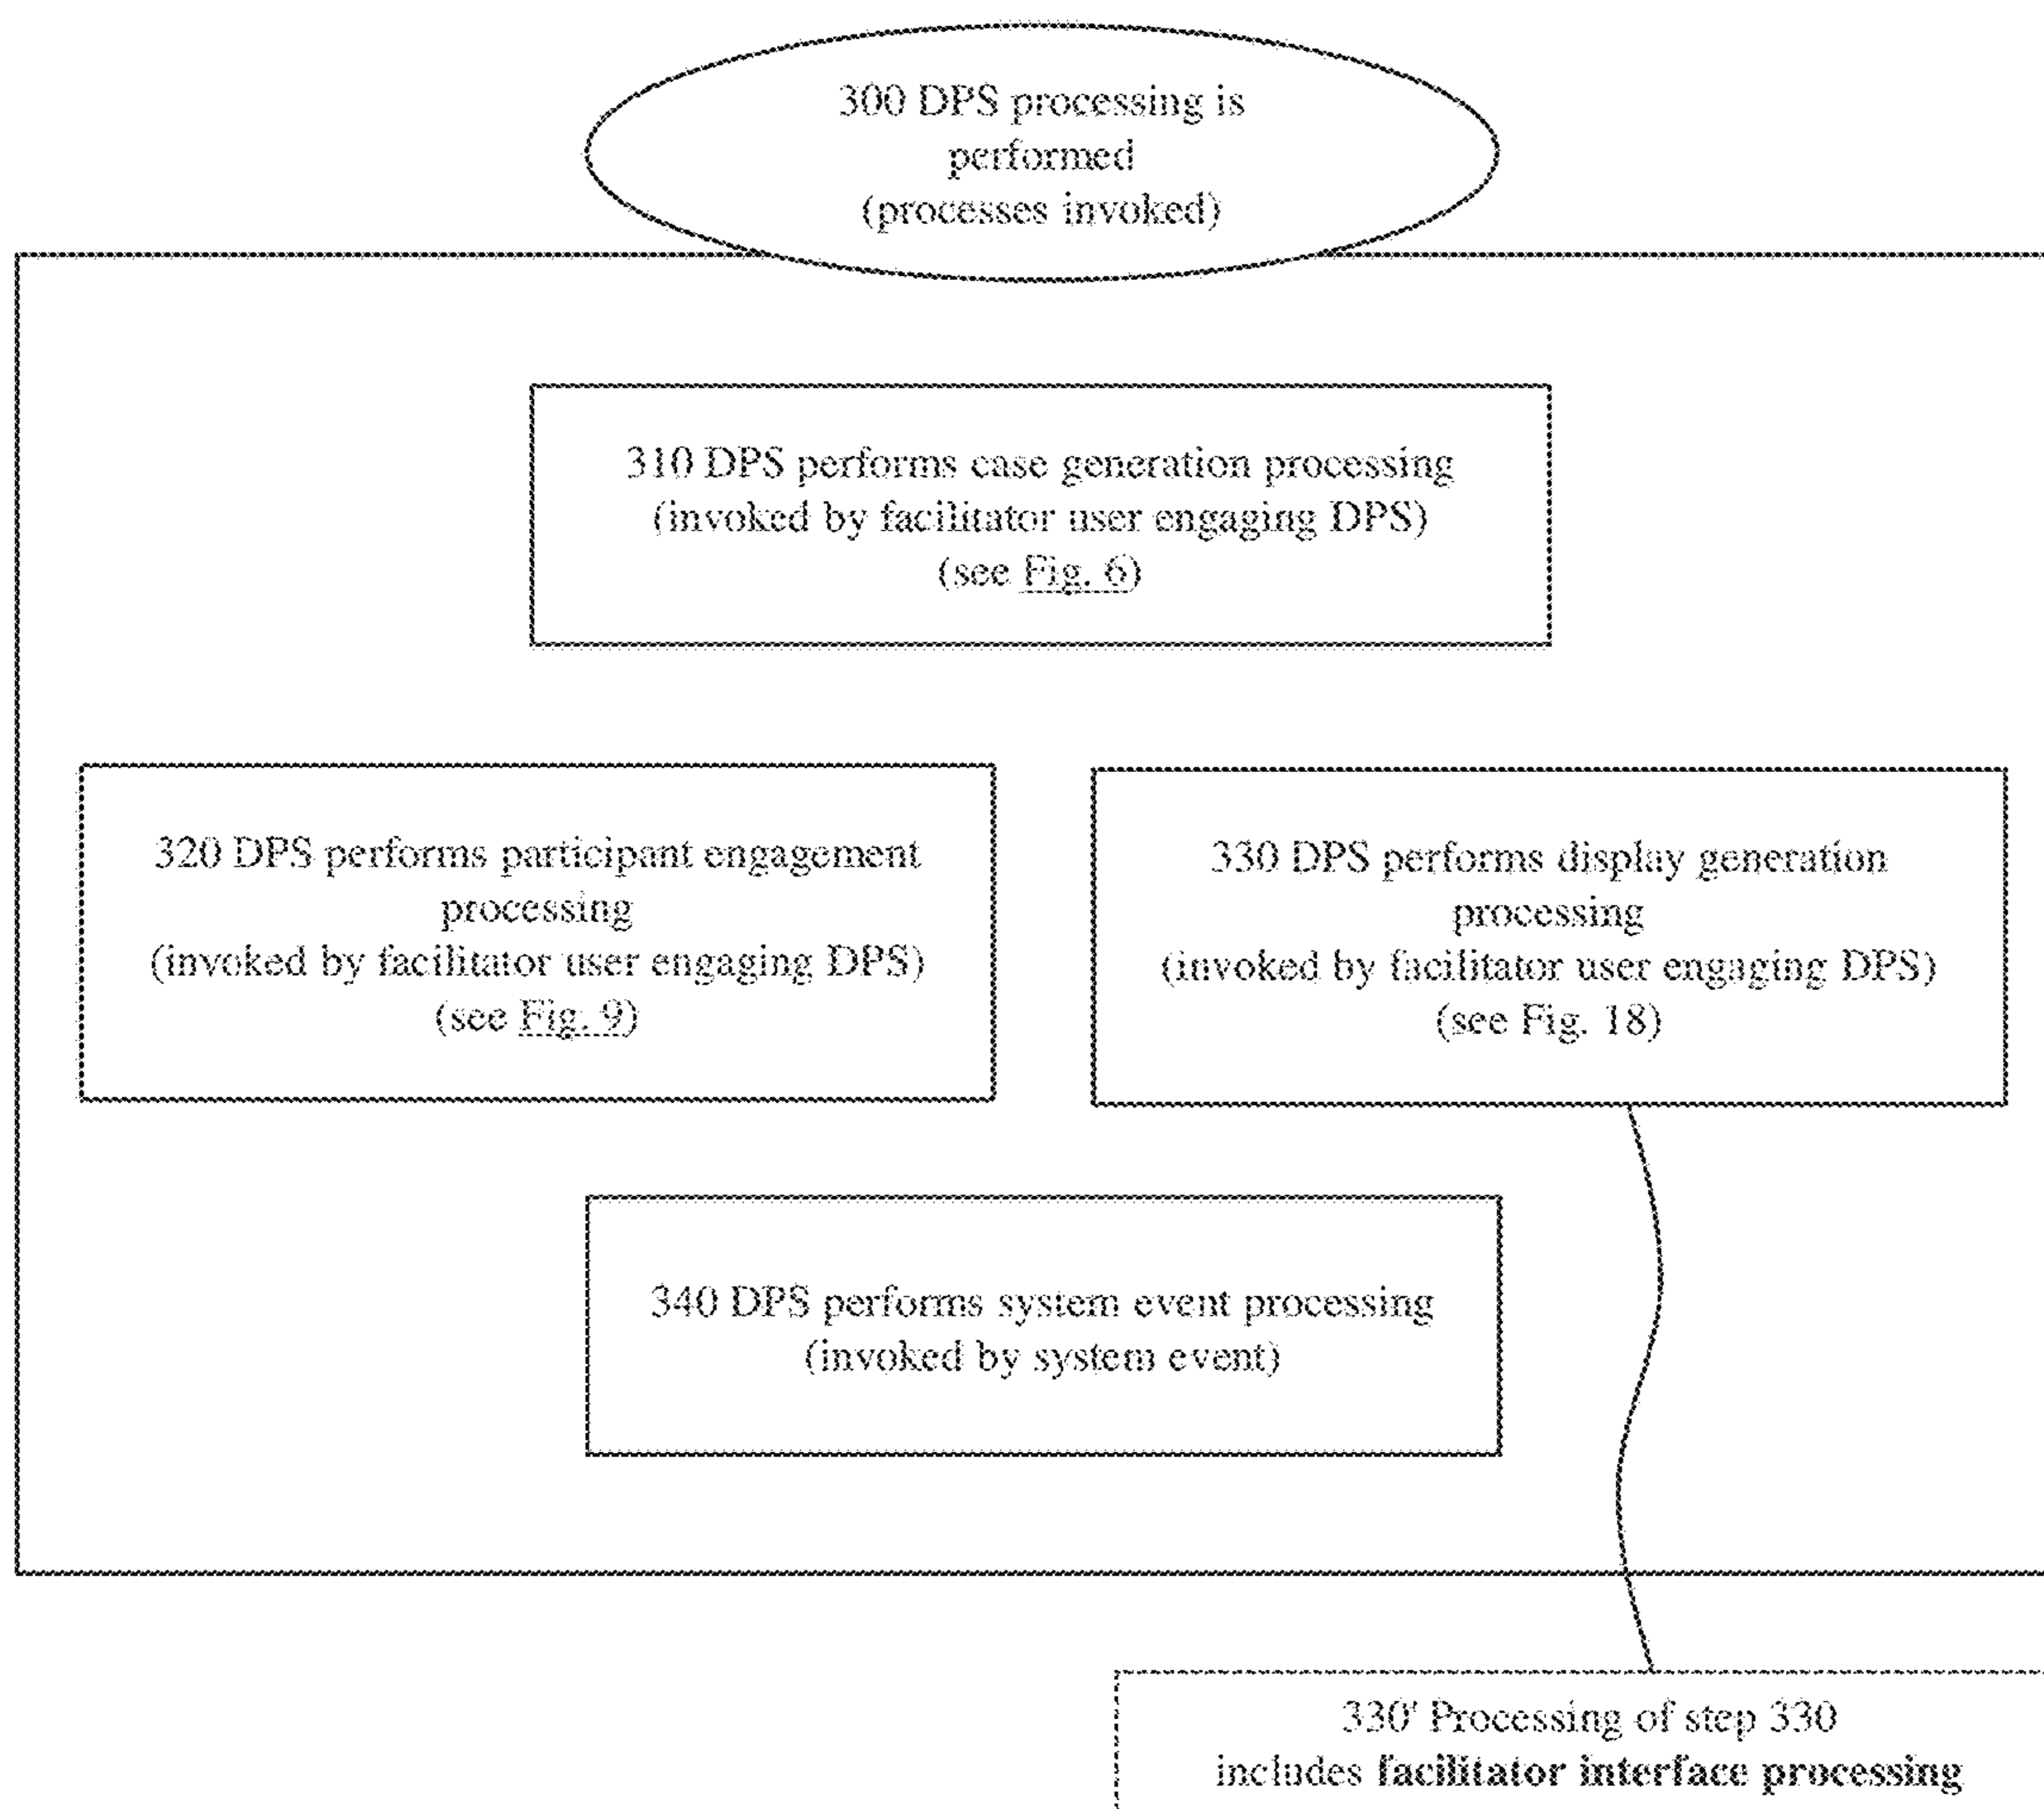 300 DPS processing is
performed
(processes invoked)
310 DPS performs case generation processing
(invoked by facilitator user engaging DPS)
(see Fig. 6)
320 DPS performs participant engagement
processing
(invoked by facilitator user engaging DPS)
(see Fig. 9)
330 DPS performs display generation
processing
(invoked by facilitator user engaging DPS)
(see Fig. 18)
340 DPS performs system event processing
(invoked by system event)
330' Processing of step 330
includes facilitator interface processing